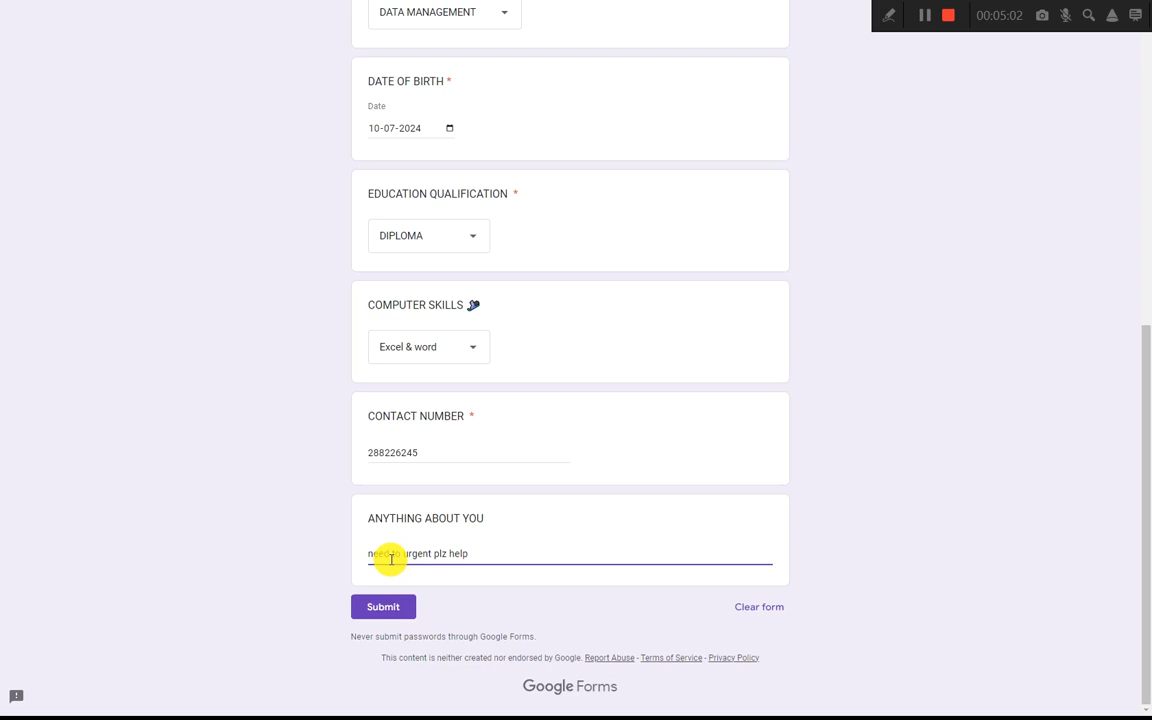 DATA MANAGEMENT
00:05:02
DATE OF BIRTH *
Date
10-07-2024
EDUCATION QUALIFICATION *
DIPLOMA
COMPUTER SKILLS
Excel & word
CONTACT NUMBER *
288226245
ANYTHING ABOUT YOU
need to urgent plz help
Submit
Clear form
Never submit passwords through Google Forms.
This content is neither created nor endorsed by Google. Report Abuse - Terms of Service - Privacy Policy
Google Forms